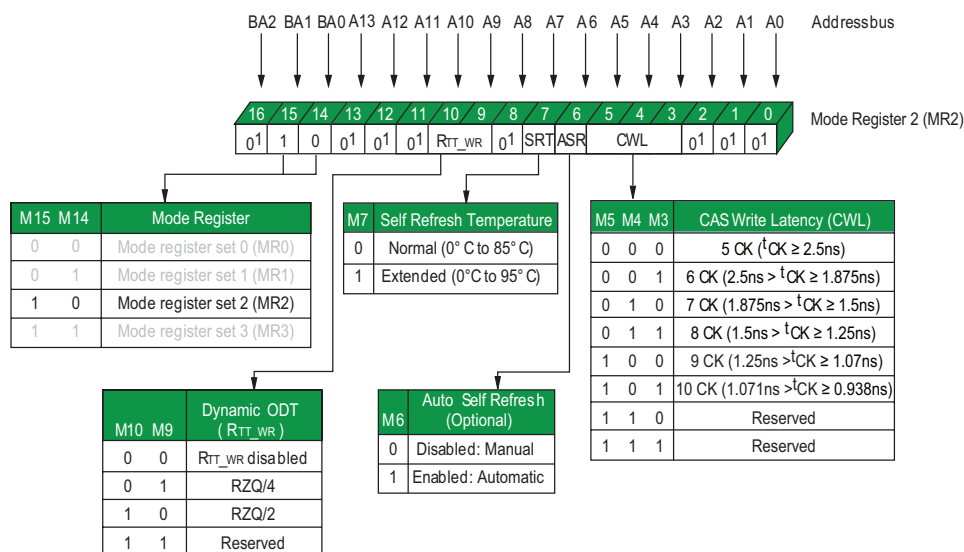 BA2 BA1 BA0 A13 A12 A11 A10 A9 A8 A7 A6 A5 A4 A3 A2 A1 A0 Addressbus
16 15 14 13 12 11 10 9 8 7 6 5 4 3 2 1 0
Mode Register 2 (MR2)
0¹ 1 0 0¹ 0¹ 0¹ RTT_WR 0¹ SRT ASR CWL 0¹ 0¹ 0¹
M15 M14 Mode Register
0 0 Mode register set 0 (MR0)
0 1 Mode register set 1 (MR1)
1 0 Mode register set 2 (MR2)
1 1 Mode register set 3 (MR3)
M7 Self Refresh Temperature
0 Normal (0° C to 85° C)
1 Extended (0°C to 95° C)
M5 M4 M3 CAS Write Latency (CWL)
0 0 0 5 CK (tCK ≥ 2.5ns)
0 0 1 6 CK (2.5ns > tCK ≥ 1.875ns)
0 1 0 7 CK (1.875ns > tCK ≥ 1.5ns)
0 1 1 8 CK (1.5ns > tCK ≥ 1.25ns)
1 0 0 9 CK (1.25ns >tCK ≥ 1.07ns)
1 0 1 10 CK (1.071ns >tCK ≥ 0.938ns)
1 1 0 Reserved
1 1 1 Reserved
M10 M9 Dynamic ODT
( RTT_WR )
0 0 RTT_WR disabled
0 1 RZQ/4
1 0 RZQ/2
1 1 Reserved
M6 Auto Self Refresh
(Optional)
0 Disabled: Manual
1 Enabled: Automatic